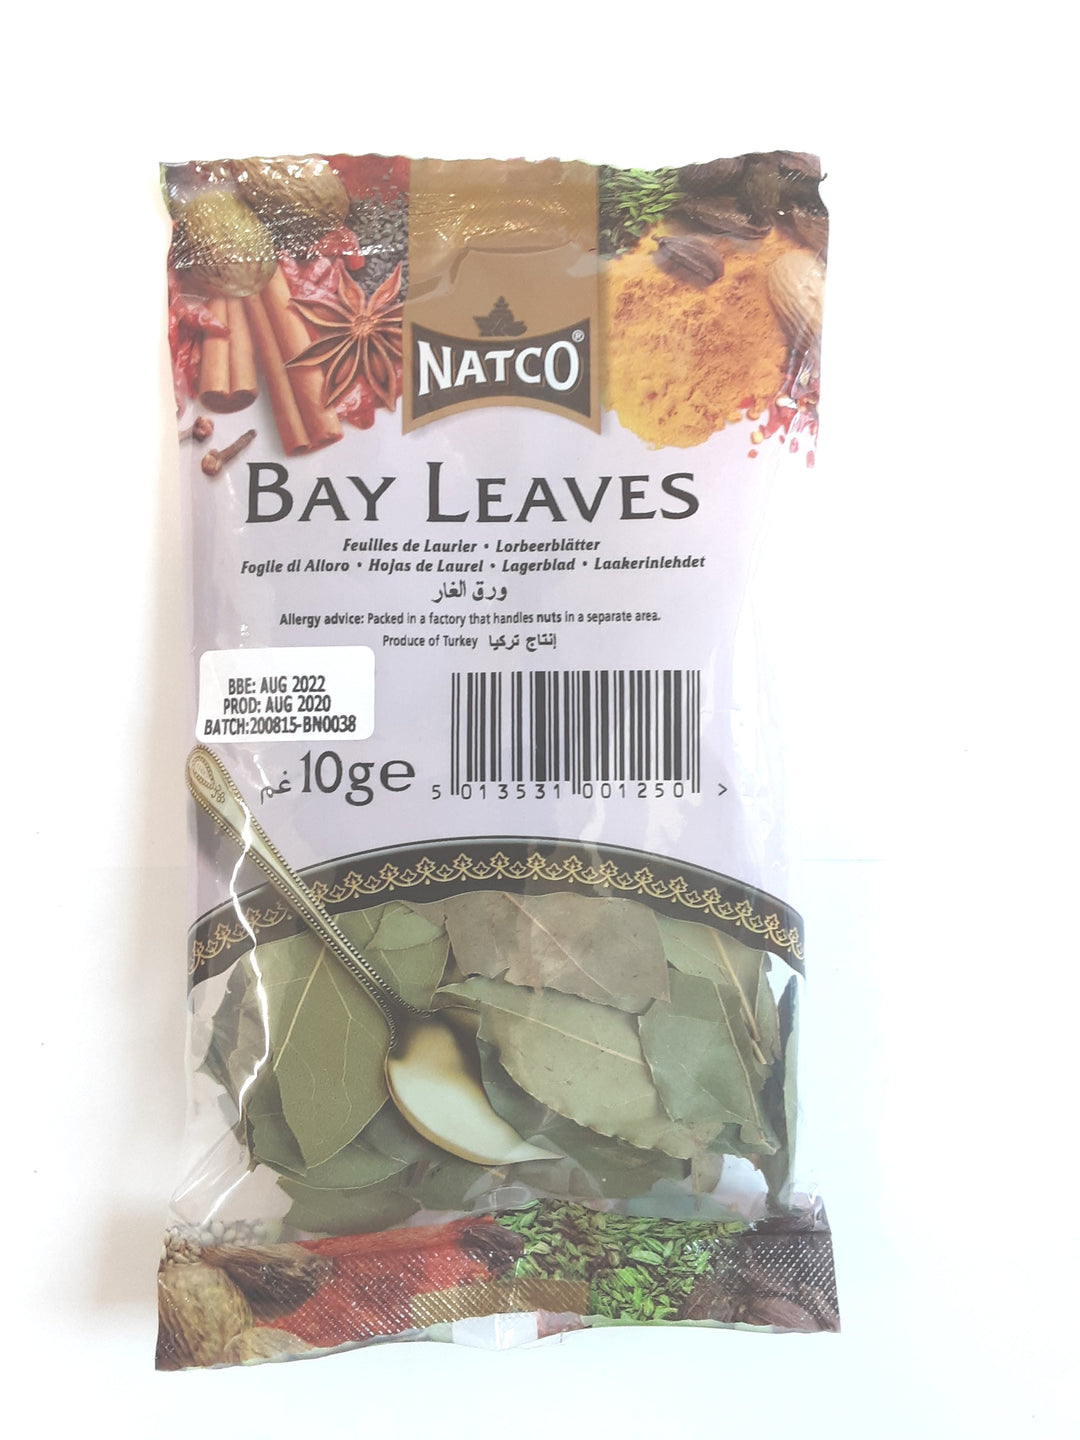 NATCO®
BAY LEAVES
Feuilles de Laurier • Lorbeerblätter
Foglie di Alloro • Hojas de Laurel • Lagerblad • Laakerinlehdet
ورق الغار
Allergy advice: Packed in a factory that handles nuts in a separate area.
Produce of Turkey إنتاج تركيا
BBE: AUG 2022
PROD: AUG 2020
BATCH:200815-BN0038
غم 10g e
5 013531 001250 >